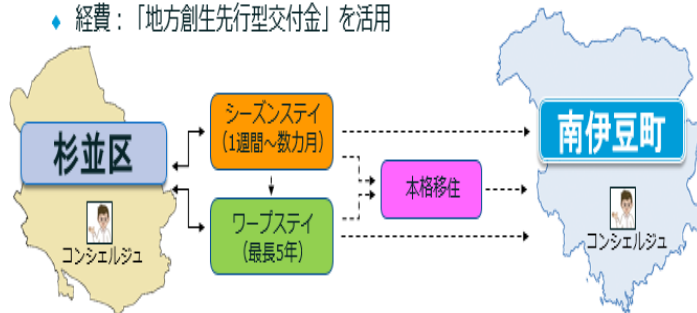 ◆ 経費：「地方創生先行型交付金」を活用
杉並区
コンシェルジュ
シーズンステイ
(1週間～数カ月)
ワープステイ
(最長5年)
本格移住
南伊豆町
コンシェルジュ